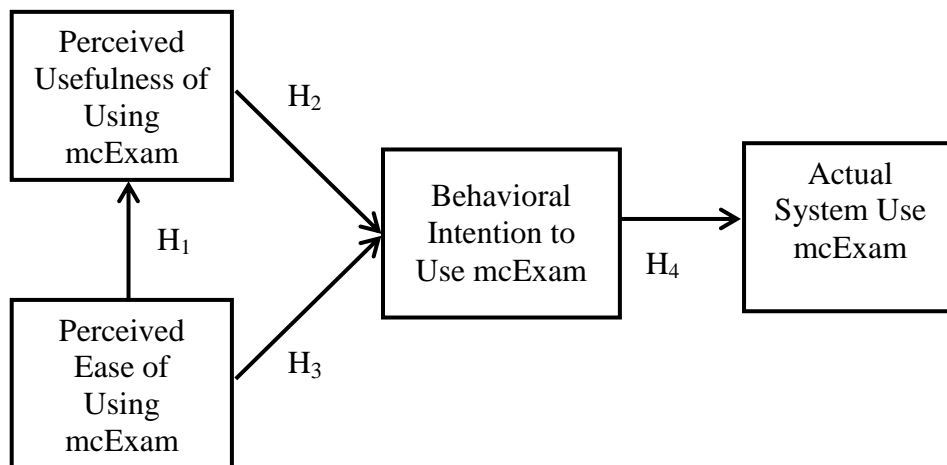 Perceived
Usefulness of
Using
mcExam
H₂
Behavioral
Intention to
Use mcExam
Actual
System Use
mcExam
H₁
H₄
Perceived
Ease of
Using
mcExam
H₃